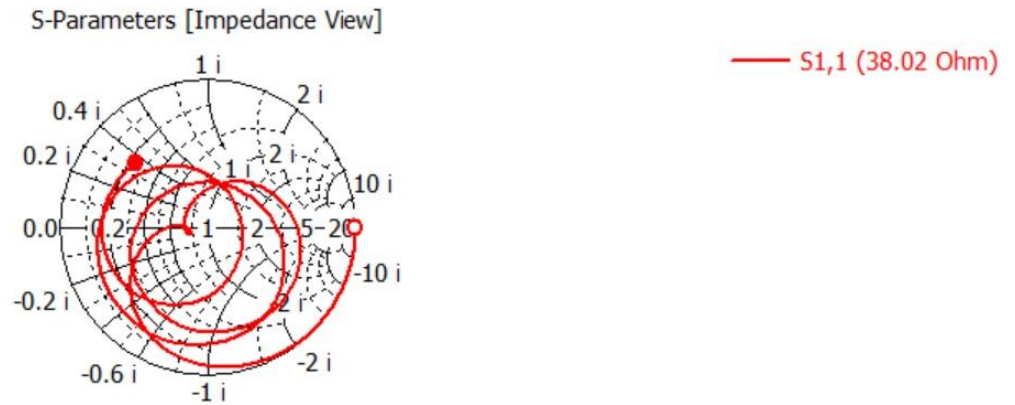 S-Parameters [Impedance View]
S1,1 (38.02 Ohm)
1 i
2 i
0.4 i
0.2 i
2 i
1 i
10 i
0.0
0.2
1
2
5
20
-10 i
-0.2 i
2 i
-0.6 i
-2 i
-1 i